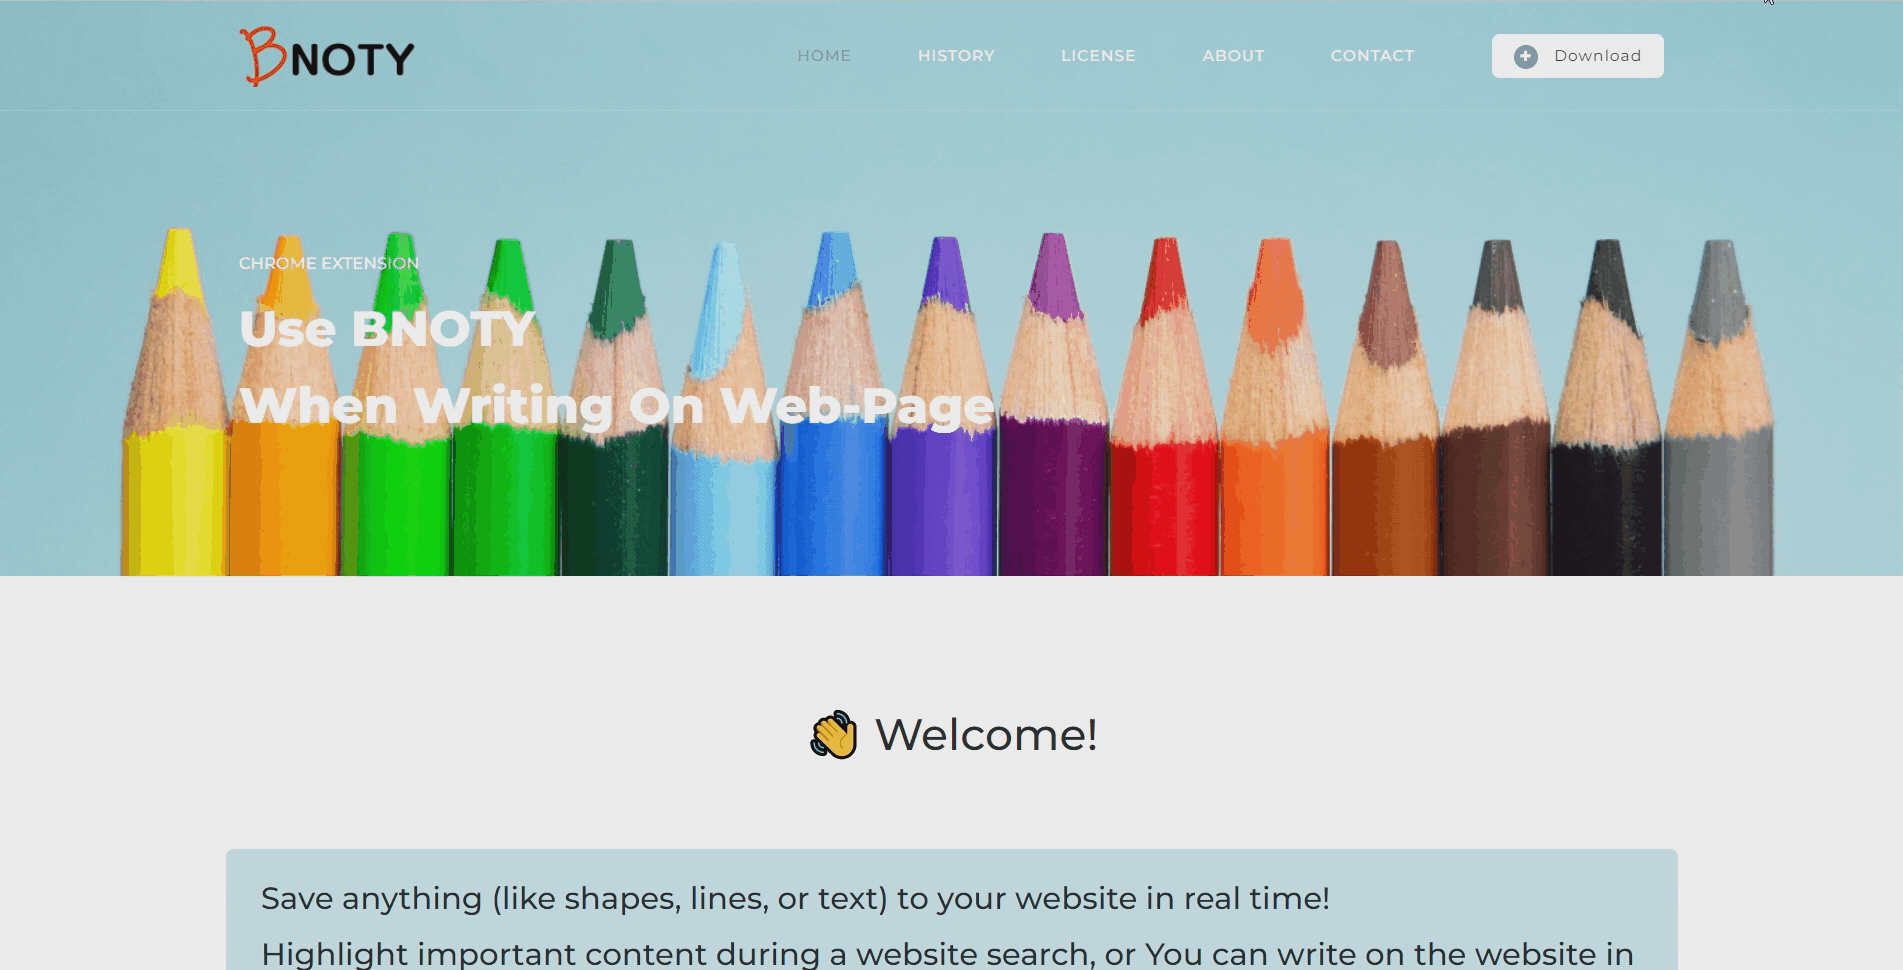 BNOTY
HOME HISTORY LICENSE ABOUT CONTACT Download
CHROME EXTENSION
Use BNOTY
When Writing On Web-Page
Welcome!
Save anything (like shapes, lines, or text) to your website in real time!
Highlight important content during a website search, or You can write on the website in